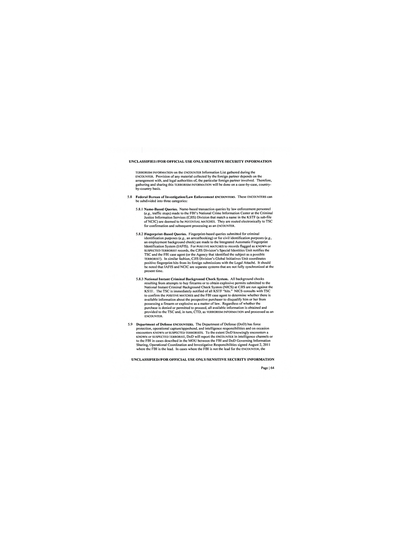 UNCLASSIFIED//FOR OFFICIAL USE ONLY/SENSITIVE SECURITY INFORMATION
TERRORISM INFORMATION on the ENCOUNTER Information List gathered during the
ENCOUNTER. Provision of any material collected by the foreign partner depends on the
arrangement with, and legal authorities of, the particular foreign partner involved. Therefore,
gathering and sharing this TERRORISM INFORMATION will be done on a case-by-case, country-
by-country basis.
5.8 Federal Bureau of Investigation/Law Enforcement ENCOUNTERS. These ENCOUNTERS can
be subdivided into three categories:
5.8.1 Name-Based Queries. Name-based transaction queries by law enforcement personnel
(e.g., traffic stops) made in the FBI's National Crime Information Center at the Criminal
Justice Information Services (CJIS) Division that match a name in the KSTF (a sub-file
of NCIC) are deemed to be POTENTIAL MATCHES. They are routed electronically to TSC
for confirmation and subsequent processing as an ENCOUNTER.
5.8.2 Fingerprint-Based Queries. Fingerprint-based queries submitted for criminal
identification purposes (e.g., an arrest/booking) or for civil identification purposes (e.g.,
an employment background check) are made in the Integrated Automatic Fingerprint
Identification System (IAFIS). For POSITIVE MATCHES to records flagged as KNOWN or
SUSPECTED TERRORIST records, the CJIS Division's Special Identities Unit notifies the
TSC and the FBI case agent (or the Agency that identified the subject as a possible
TERRORIST). In similar fashion, CJIS Division's Global Initiatives Unit coordinates
positive fingerprint hits from its foreign submissions with the Legal Attaché. It should
be noted that IAFIS and NCIC are separate systems that are not fully synchronized at the
present time.
5.8.3 National Instant Criminal Background Check System. All background checks
resulting from attempts to buy firearms or to obtain explosive permits submitted to the
National Instant Criminal Background Check System (NICS) at CJIS are run against the
KSTF. The TSC is immediately notified of all KSTF "hits." NICS consults with TSC
to confirm the POSITIVE MATCHES and the FBI case agent to determine whether there is
available information about the prospective purchaser to disqualify him or her from
possessing a firearm or explosive as a matter of law. Regardless of whether the
purchase is denied or permitted to proceed, all available information is obtained and
provided to the TSC and, in turn, CTD, as TERRORISM INFORMATION and processed as an
ENCOUNTER.
5.9 Department of Defense ENCOUNTERS. The Department of Defense (DoD) has force
protection, operational capture/apprehend, and intelligence responsibilities and on occasion
encounters KNOWN or SUSPECTED TERRORISTS. To the extent DoD knowingly encounters a
KNOWN or SUSPECTED TERRORIST, DoD will report the ENCOUNTER in intelligence channels or
to the FBI in cases described in the MOU between the FBI and DoD Governing Information
Sharing, Operational Coordination and Investigative Responsibilities signed August 2, 2011
where the FBI is the lead. In cases where the FBI is not the lead for the ENCOUNTER, the
UNCLASSIFIED//FOR OFFICIAL USE ONLY/SENSITIVE SECURITY INFORMATION
Page | 64